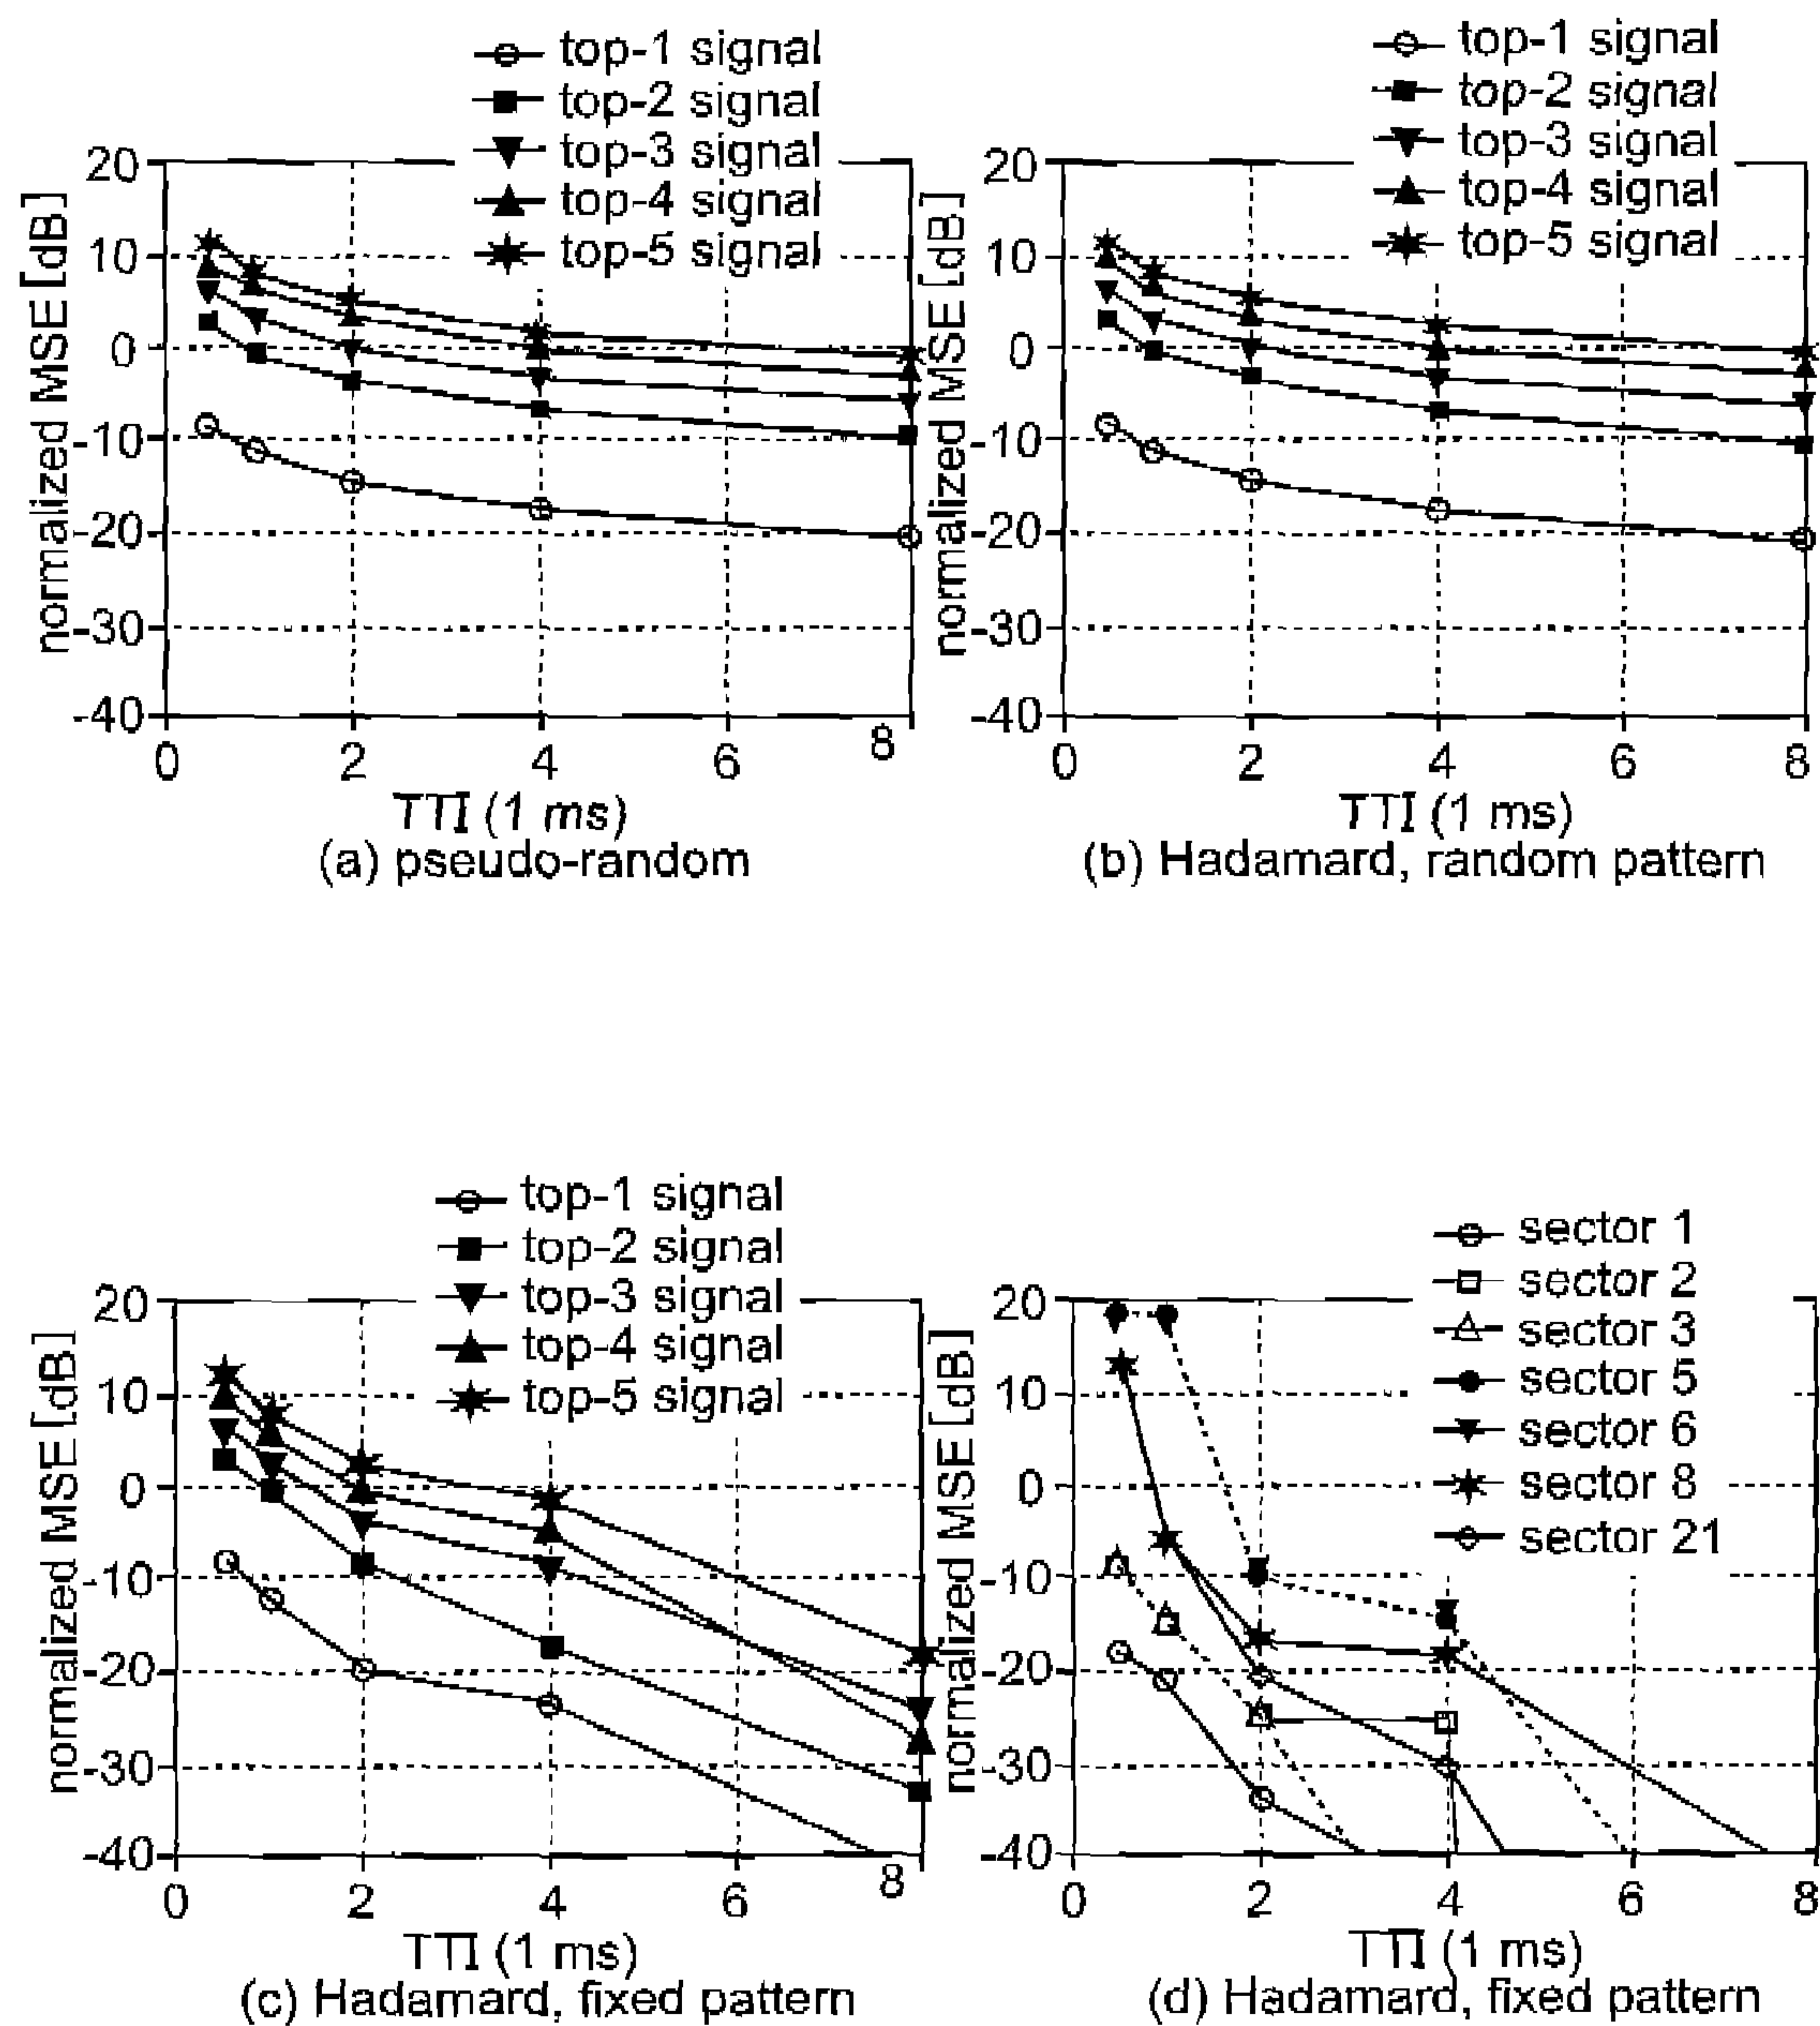 top-1 signal
top-2 signal
top-3 signal
top-4 signal
top-5 signal
normalized MSE [dB]
20
10
0
-10
-20
-30
-40
0
2
4
6
8
TTI (1 ms)
(a) pseudo-random
top-1 signal
top-2 signal
top-3 signal
top-4 signal
top-5 signal
normalized MSE [dB]
20
10
0
-10
-20
-30
-40
0
2
4
6
8
TTI (1 ms)
(b) Hadamard, random pattern
top-1 signal
top-2 signal
top-3 signal
top-4 signal
top-5 signal
normalized MSE [dB]
20
10
0
-10
-20
-30
-40
0
2
4
6
8
TTI (1 ms)
(c) Hadamard, fixed pattern
sector 1
sector 2
sector 3
sector 5
sector 6
sector 8
sector 21
normalized MSE [dB]
20
10
0
-10
-20
-30
-40
0
2
4
6
8
TTI (1 ms)
(d) Hadamard, fixed pattern